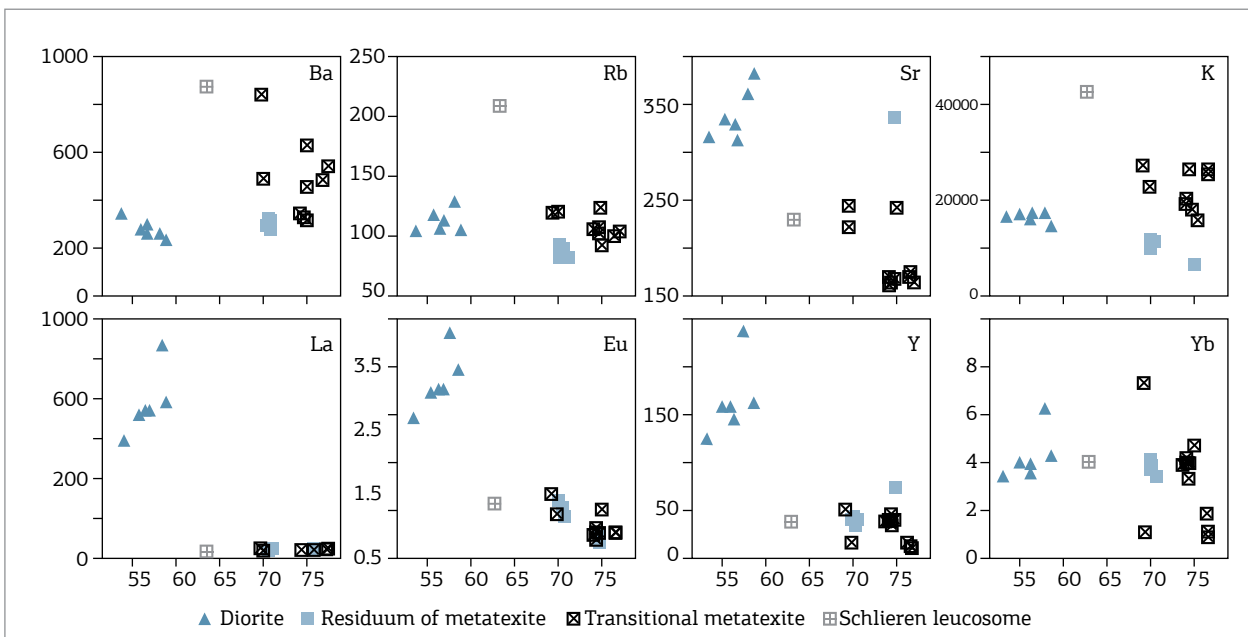 1000
600
200
0
Ba
250
200
150
100
50
Rb
350
250
150
Sr
40000
20000
0
K
1000
600
200
0
La
3.5
2.5
1.5
0.5
Eu
150
50
0
Y
8
6
4
2
0
Yb
55 60 65 70 75
55 60 65 70 75
55 60 65 70 75
55 60 65 70 75
Diorite Residuum of metatexite Transitional metatexite Schlieren leucosome